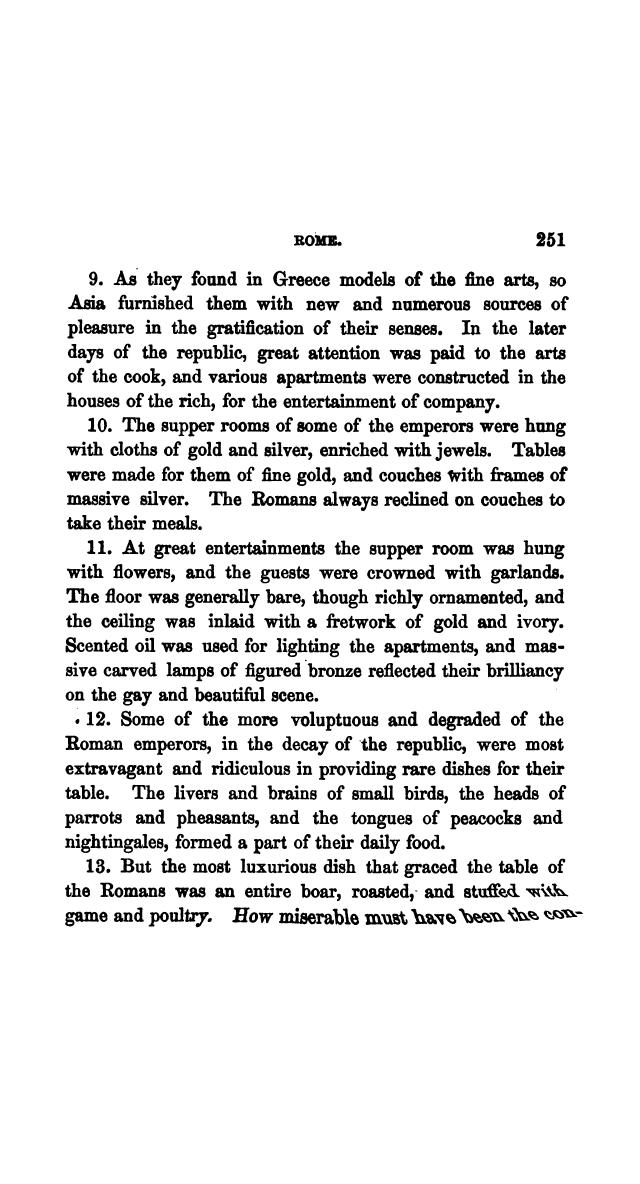 ROME. 251
9. As they found in Greece models of the fine arts, so
Asia furnished them with new and numerous sources of
pleasure in the gratification of their senses. In the later
days of the republic, great attention was paid to the arts
of the cook, and various apartments were constructed in the
houses of the rich, for the entertainment of company.
10. The supper rooms of some of the emperors were hung
with cloths of gold and silver, enriched with jewels. Tables
were made for them of fine gold, and couches with frames of
massive silver. The Romans always reclined on couches to
take their meals.
11. At great entertainments the supper room was hung
with flowers, and the guests were crowned with garlands.
The floor was generally bare, though richly ornamented, and
the ceiling was inlaid with a fretwork of gold and ivory.
Scented oil was used for lighting the apartments, and mas-
sive carved lamps of figured bronze reflected their brilliancy
on the gay and beautiful scene.
12. Some of the more voluptuous and degraded of the
Roman emperors, in the decay of the republic, were most
extravagant and ridiculous in providing rare dishes for their
table. The livers and brains of small birds, the heads of
parrots and pheasants, and the tongues of peacocks and
nightingales, formed a part of their daily food.
13. But the most luxurious dish that graced the table of
the Romans was an entire boar, roasted, and stuffed with
game and poultry. How miserable must have been the con-